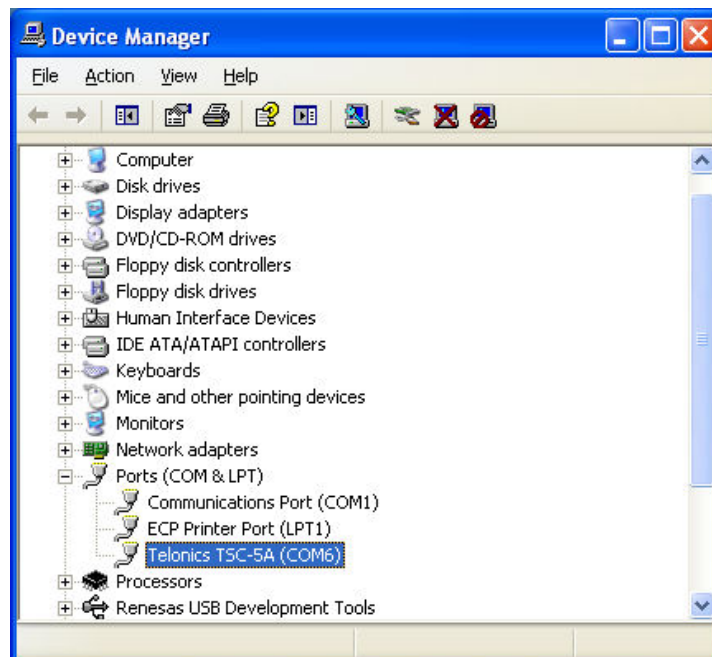 Device Manager
File Action View Help
Computer
Disk drives
Display adapters
DVD/CD-ROM drives
Floppy disk controllers
Floppy disk drives
Human Interface Devices
IDE ATA/ATAPI controllers
Keyboards
Mice and other pointing devices
Monitors
Network adapters
Ports (COM & LPT)
Communications Port (COM1)
ECP Printer Port (LPT1)
Telonics TSC-5A (COM6)
Processors
Renesas USB Development Tools